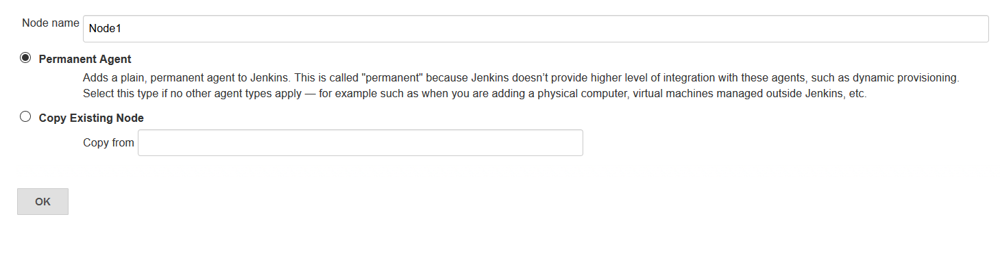 Node name
Node1
Permanent Agent
Adds a plain, permanent agent to Jenkins. This is called "permanent" because Jenkins doesn’t provide higher level of integration with these agents, such as dynamic provisioning.
Select this type if no other agent types apply — for example such as when you are adding a physical computer, virtual machines managed outside Jenkins, etc.
Copy Existing Node
Copy from
OK